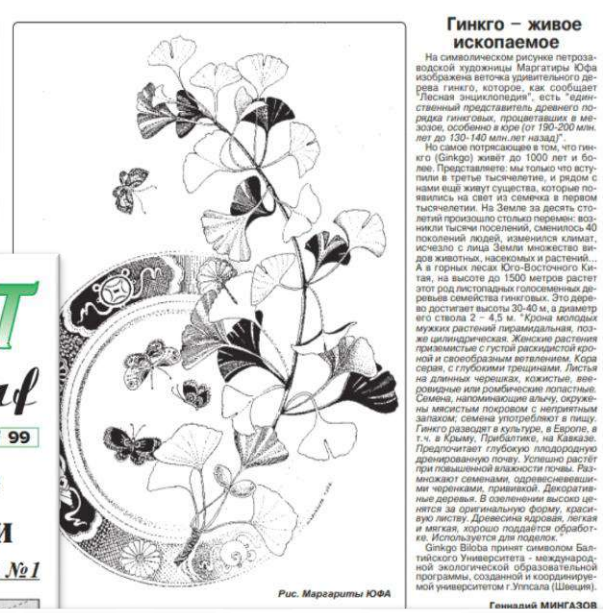 Гинкго – живое
ископаемое
На символическом рисунке петроза-
водской художницы Маргатиры Юфа
изображена веточка удивительного де-
рева гинкго, которое, как сообщает
"Лесная энциклопедия", есть "един-
ственный представитель древнего по-
рядка гинкговых, процветавших в ме-
зозое, особенно в юре (от 190-200 млн.
лет до 130-140 млн.лет назад)".
Но самое потрясающее в том, что гин-
кго (Ginkgo) живёт до 1000 лет и бо-
лее. Представляете: мы только что всту-
пили в третье тысячелетие, и рядом с
нами ещё живут существа, которые по-
явились на свет из семечка в первом
тысячелетии. На Земле за десять сто-
летий произошло столько перемен: воз-
никли тысячи поселений, сменилось 40
поколений людей, изменился климат,
исчезло с лица Земли множество ви-
дов животных, насекомых и растений...
А в горных лесах Юго-Восточного Ки-
тая, на высоте до 1500 метров растет
этот род листопадных голосеменных де-
ревьев семейства гинкговых. Это дере-
во достигает высоты 30-40 м, а диаметр
его ствола 2 – 4,5 м. "Крона молодых
мужких растений пирамидальная, поз-
же цилиндрическая. Женские растения
приземистые с густой раскидистой кро-
ной и своеобразным ветвлением. Кора
серая, с глубокими трещинами. Листья
на длинных черешках, кожистые, вее-
ровидные или ромбические лопастные.
Семена, напоминающие алычу, окруже-
ны мясистым покровом с неприятным
запахом; семена употребляют в пищу.
Гинкго разводят в культуре, в Европе, в
т.ч. в Крыму, Прибалтике, на Кавказе.
Предпочитает глубокую плодородную
дренированную почву. Успешно растёт
при повышенной влажности почвы. Раз-
множают семенами, одревесневевши-
ми черенками, прививкой. Декоратив-
ные деревья. В озеленении высоко це-
нятся за оригинальную форму, краси-
вую листву. Древесина ядровая, легкая
и мягкая, хорошо поддаётся обработ-
ке. Используется для поделок."
Ginkgo Biloba принят символом Бал-
тийского Университета - международ-
ной экологической образовательной
программы, созданной и координируе-
мой университетом г.Уппсала (Швеция).
Геннадий МИНГАЗОВ
Рис. Маргариты ЮФА
99
и
№1